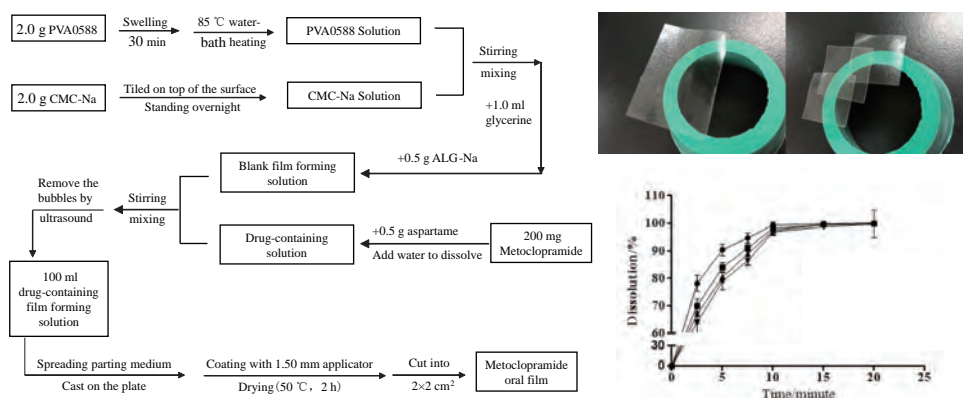 2.0 g PVA0588
Swelling
30 min
85 ℃ water-
bath heating
PVA0588 Solution
2.0 g CMC-Na
Tiled on top of the surface
Standing overnight
CMC-Na Solution
Stirring
mixing
+1.0 ml
glycerine
+0.5 g ALG-Na
Blank film forming
solution
Drug-containing
solution
+0.5 g aspartame
Add water to dissolve
200 mg
Metoclopramide
Stirring
mixing
Remove the
bubbles by
ultrasound
100 ml
drug-containing
film forming
solution
Spreading parting medium
Cast on the plate
Coating with 1.50 mm applicator
Drying(50 ℃, 2 h)
Cut into
2×2 cm²
Metoclopramide
oral film
Dissolution/%
110
100
90
80
70
60
30
0
0
5
10
15
20
25
Time/minute